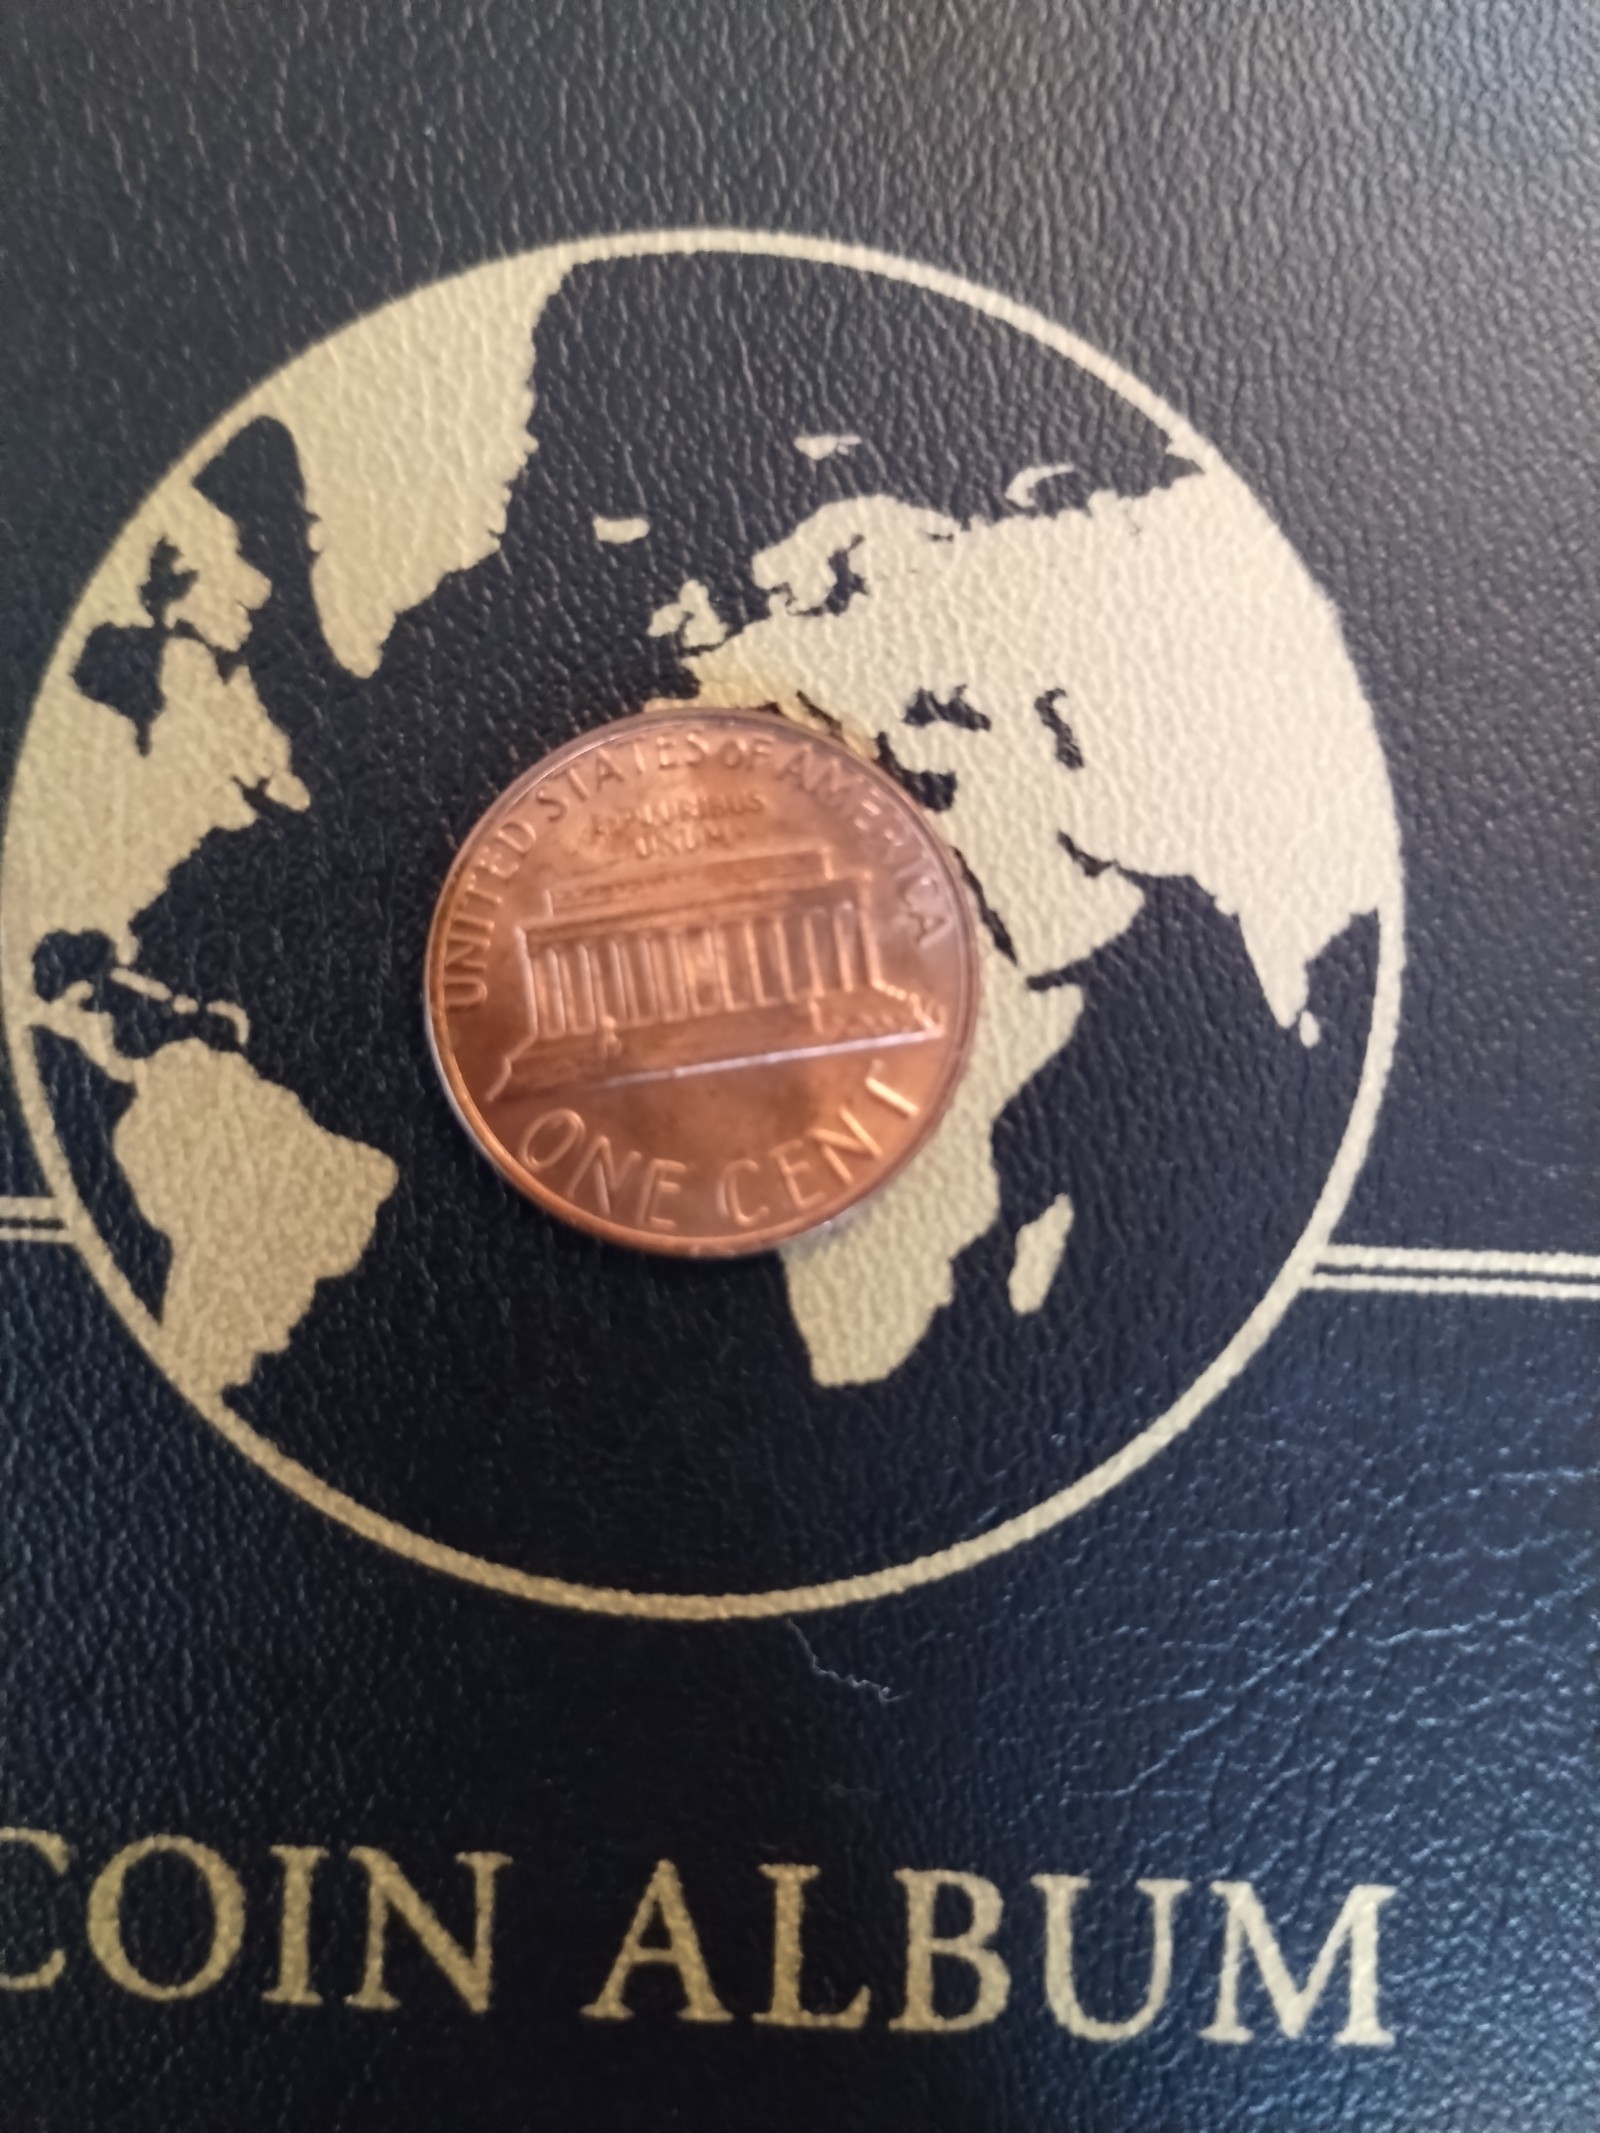 UNITED STATES OF AMERICA
E PLURIBUS
UNUM
ONE CENT
COIN ALBUM